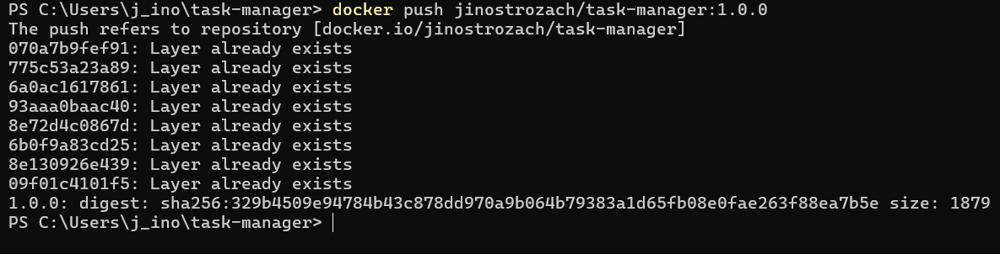 PS C:\Users\j_ino\task-manager> docker push jinostrozach/task-manager:1.0.0
The push refers to repository [docker.io/jinostrozach/task-manager]
070a7b9fef91: Layer already exists
775c53a23a89: Layer already exists
6a0ac1617861: Layer already exists
93aaa0baac40: Layer already exists
8e72d4c0867d: Layer already exists
6b0f9a83cd25: Layer already exists
8e130926e439: Layer already exists
09f01c4101f5: Layer already exists
1.0.0: digest: sha256:329b4509e94784b43c878dd970a9b064b79383a1d65fb08e0fae263f88ea7b5e size: 1879
PS C:\Users\j_ino\task-manager>